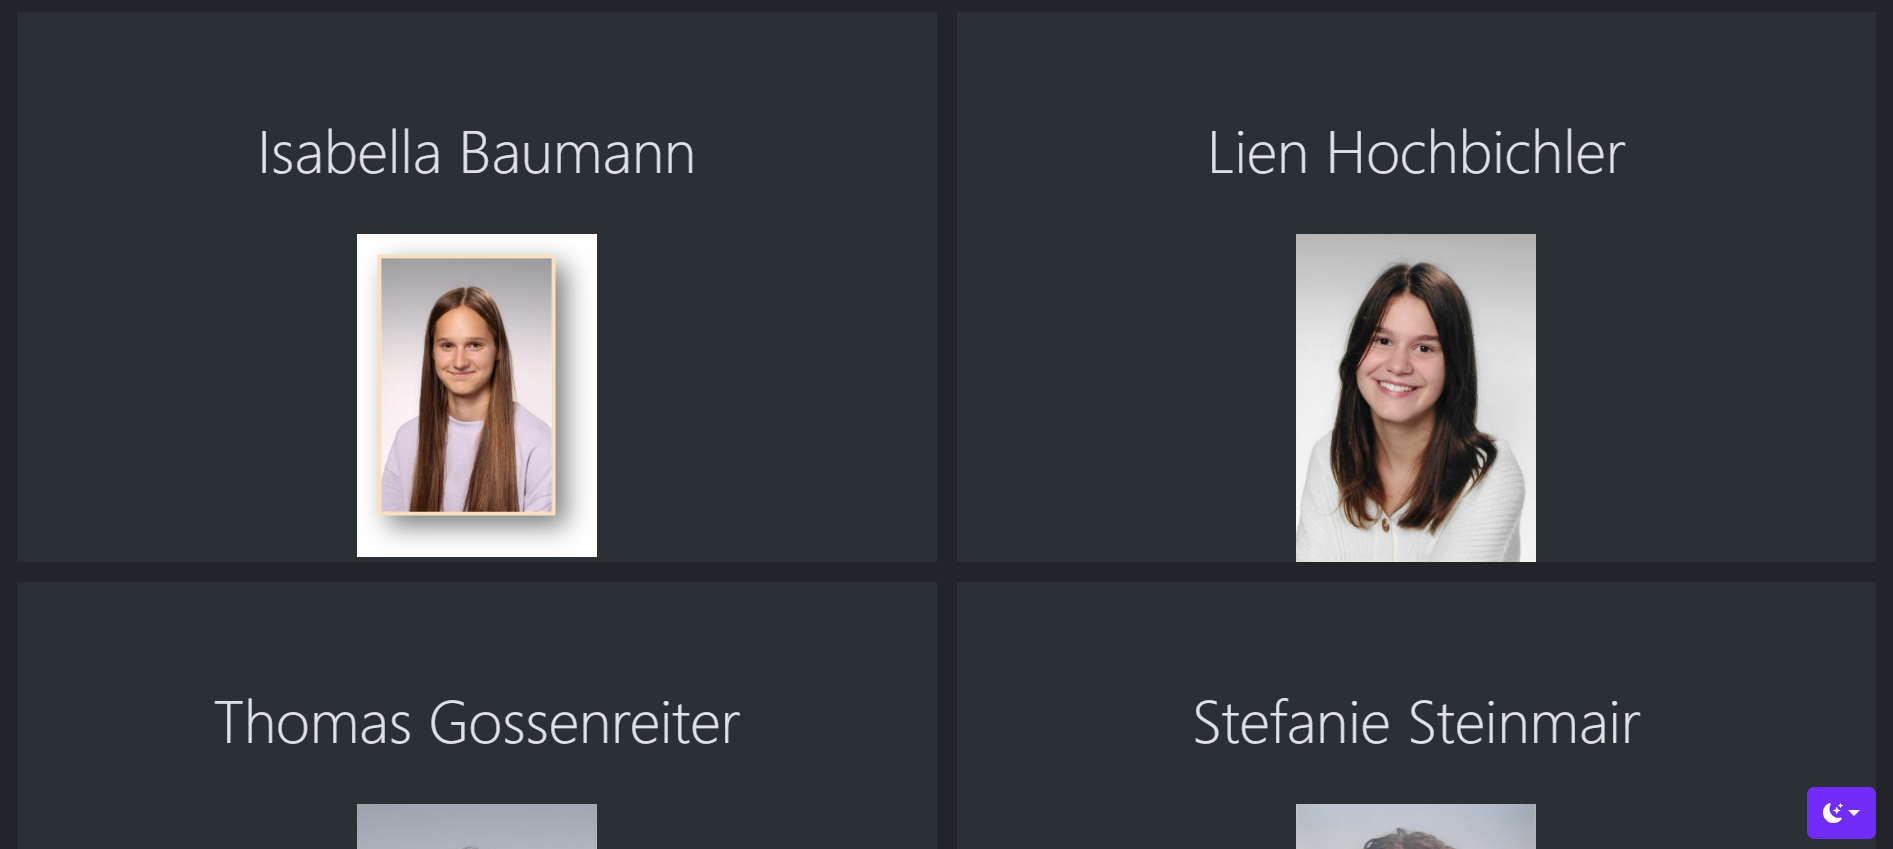 Isabella Baumann
Lien Hochbichler
Thomas Gossenreiter
Stefanie Steinmair